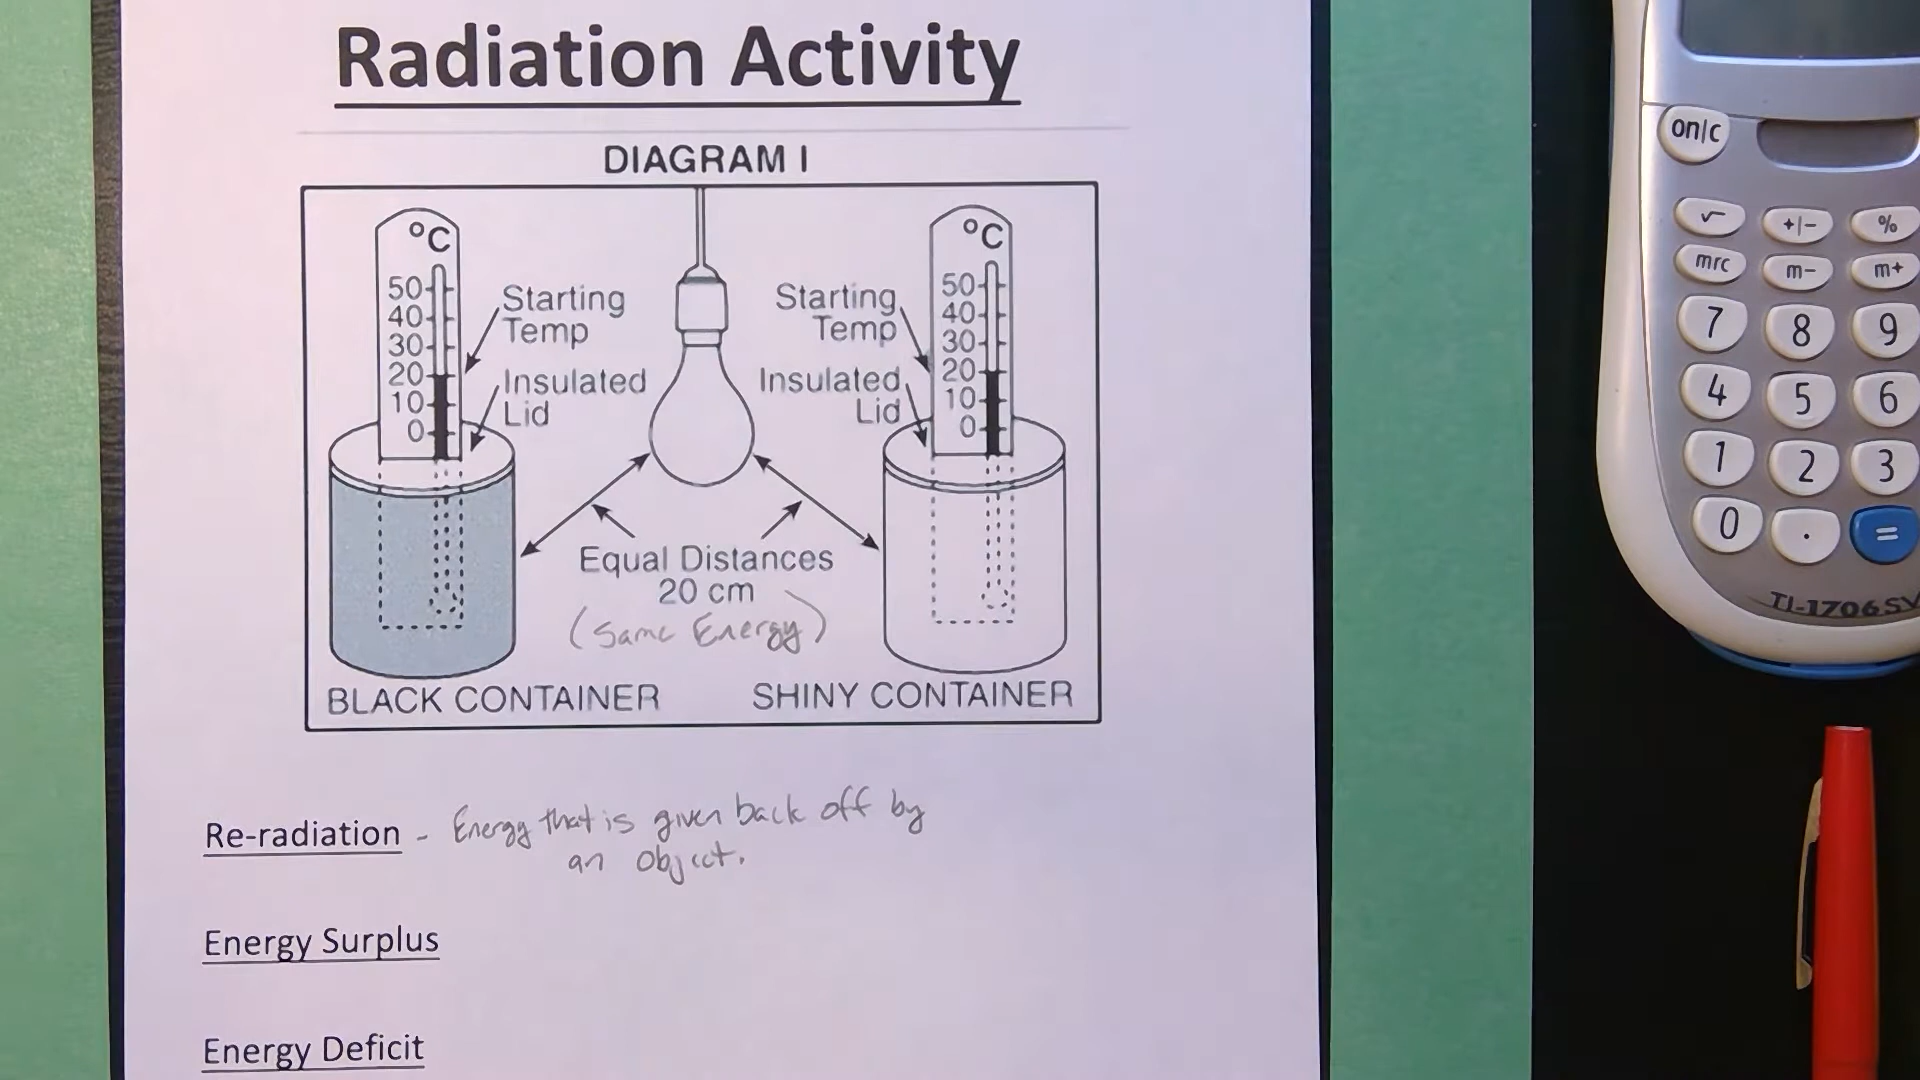 Radiation Activity
DIAGRAM I
°C
50
40
30
20
10
0
Starting
Temp
Insulated
Lid
Starting
Temp
Insulated
Lid
°C
50
40
30
20
10
0
Equal Distances
20 cm
(Same Energy)
BLACK CONTAINER
SHINY CONTAINER
Re-radiation - Energy that is given back off by
an object.
Energy Surplus
Energy Deficit
on|c
√ +|− %
mrc m− m+
7 8 9
4 5 6
1 2 3
0 . =
TI-1706 SV